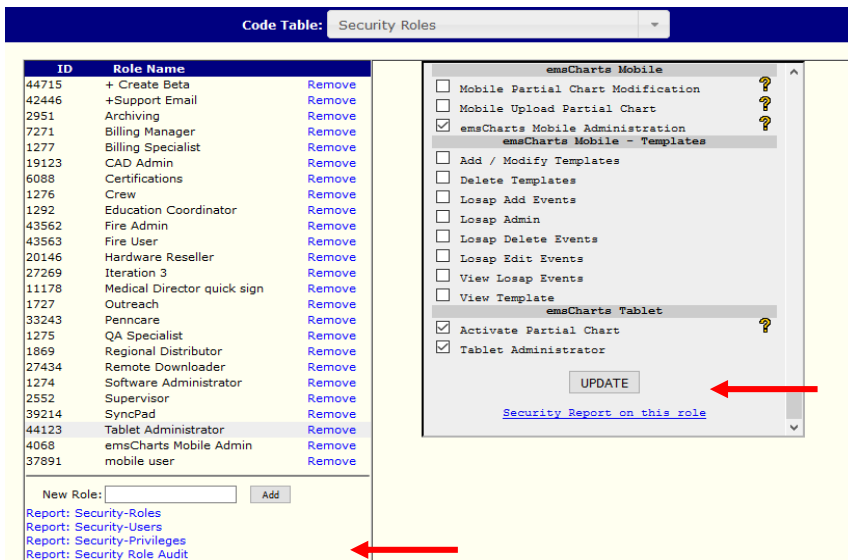 Code Table: Security Roles
ID Role Name
44715 + Create Beta Remove
42446 +Support Email Remove
2951 Archiving Remove
7271 Billing Manager Remove
1277 Billing Specialist Remove
19123 CAD Admin Remove
6088 Certifications Remove
1276 Crew Remove
1292 Education Coordinator Remove
43562 Fire Admin Remove
43563 Fire User Remove
20146 Hardware Reseller Remove
27269 Iteration 3 Remove
11178 Medical Director quick sign Remove
1727 Outreach Remove
33243 Penncare Remove
1275 QA Specialist Remove
1869 Regional Distributor Remove
27434 Remote Downloader Remove
1274 Software Administrator Remove
2552 Supervisor Remove
39214 SyncPad Remove
44123 Tablet Administrator Remove
4068 emsCharts Mobile Admin Remove
37891 mobile user Remove
New Role: Add
Report: Security-Roles
Report: Security-Users
Report: Security-Privileges
Report: Security Role Audit
emsCharts Mobile
Mobile Partial Chart Modification ?
Mobile Upload Partial Chart ?
emsCharts Mobile Administration ?
emsCharts Mobile - Templates
Add / Modify Templates
Delete Templates
Losap Add Events
Losap Admin
Losap Delete Events
Losap Edit Events
View Losap Events
View Template
emsCharts Tablet
Activate Partial Chart ?
Tablet Administrator
UPDATE
Security Report on this role